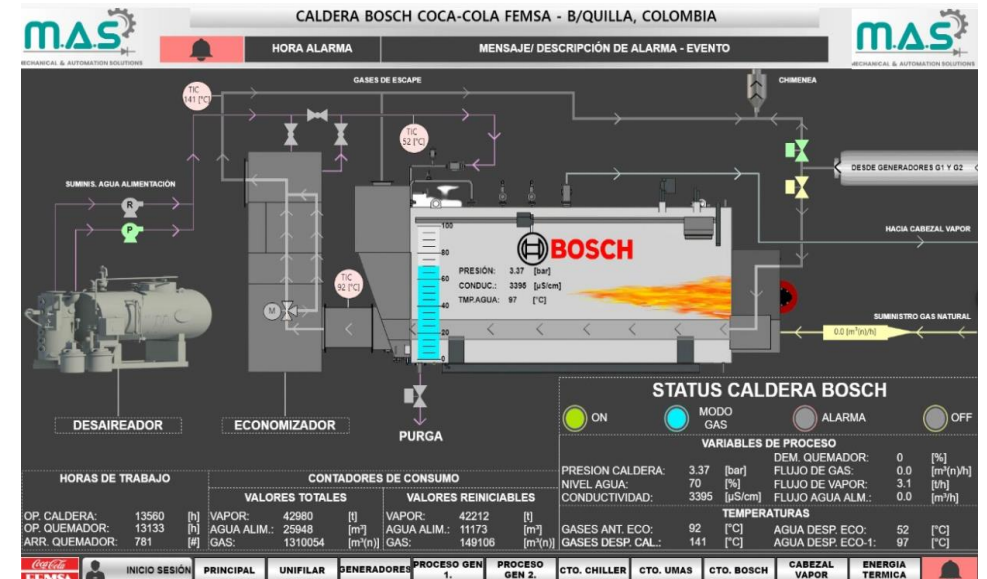 CALDERA BOSCH COCA-COLA FEMSA - B/QUILLA, COLOMBIA
M.A.S
MECHANICAL & AUTOMATION SOLUTIONS
HORA ALARMA
MENSAJE/ DESCRIPCIÓN DE ALARMA - EVENTO
M.A.S
MECHANICAL & AUTOMATION SOLUTIONS
GASES DE ESCAPE
CHIMENEA
TIC
141 [°C]
TIC
52 [°C]
DESDE GENERADORES G1 Y G2
SUMINIS. AGUA ALIMENTACIÓN
R
P
HACIA CABEZAL VAPOR
100
80
60
40
20
0
%
BOSCH
PRESIÓN: 3.37 [bar]
CONDUC.: 3395 [µS/cm]
TMP.AGUA: 97 [°C]
TIC
92 [°C]
M
SUMINISTRO GAS NATURAL
0.0 [m³(n)/h]
DESAIREADOR
ECONOMIZADOR
PURGA
STATUS CALDERA BOSCH
ON
MODO GAS
ALARMA
OFF
VARIABLES DE PROCESO
DEM. QUEMADOR: 0 [%]
PRESION CALDERA: 3.37 [bar] FLUJO DE GAS: 0.0 [m³(n)/h]
NIVEL AGUA: 70 [%] FLUJO DE VAPOR: 3.1 [t/h]
CONDUCTIVIDAD: 3395 [µS/cm] FLUJO AGUA ALM.: 0.0 [m³/h]
TEMPERATURAS
GASES ANT. ECO: 92 [°C] AGUA DESP. ECO: 52 [°C]
GASES DESP. CAL.: 141 [°C] AGUA DESP. ECO-1: 97 [°C]
HORAS DE TRABAJO
OP. CALDERA: 13560 [h]
OP. QUEMADOR: 13133 [h]
ARR. QUEMADOR: 781 [#]
CONTADORES DE CONSUMO
VALORES TOTALES
VAPOR: 42980 [t]
AGUA ALIM.: 25948 [m³]
GAS: 1310054 [m³(n)]
VALORES REINICIABLES
VAPOR: 42212 [t]
AGUA ALIM.: 11173 [m³]
GAS: 149106 [m³(n)]
Coca-Cola
FEMSA
INICIO SESIÓN
PRINCIPAL
UNIFILAR
GENERADORES
PROCESO GEN 1.
PROCESO GEN 2.
CTO. CHILLER
CTO. UMAS
CTO. BOSCH
CABEZAL VAPOR
ENERGIA TERMICA